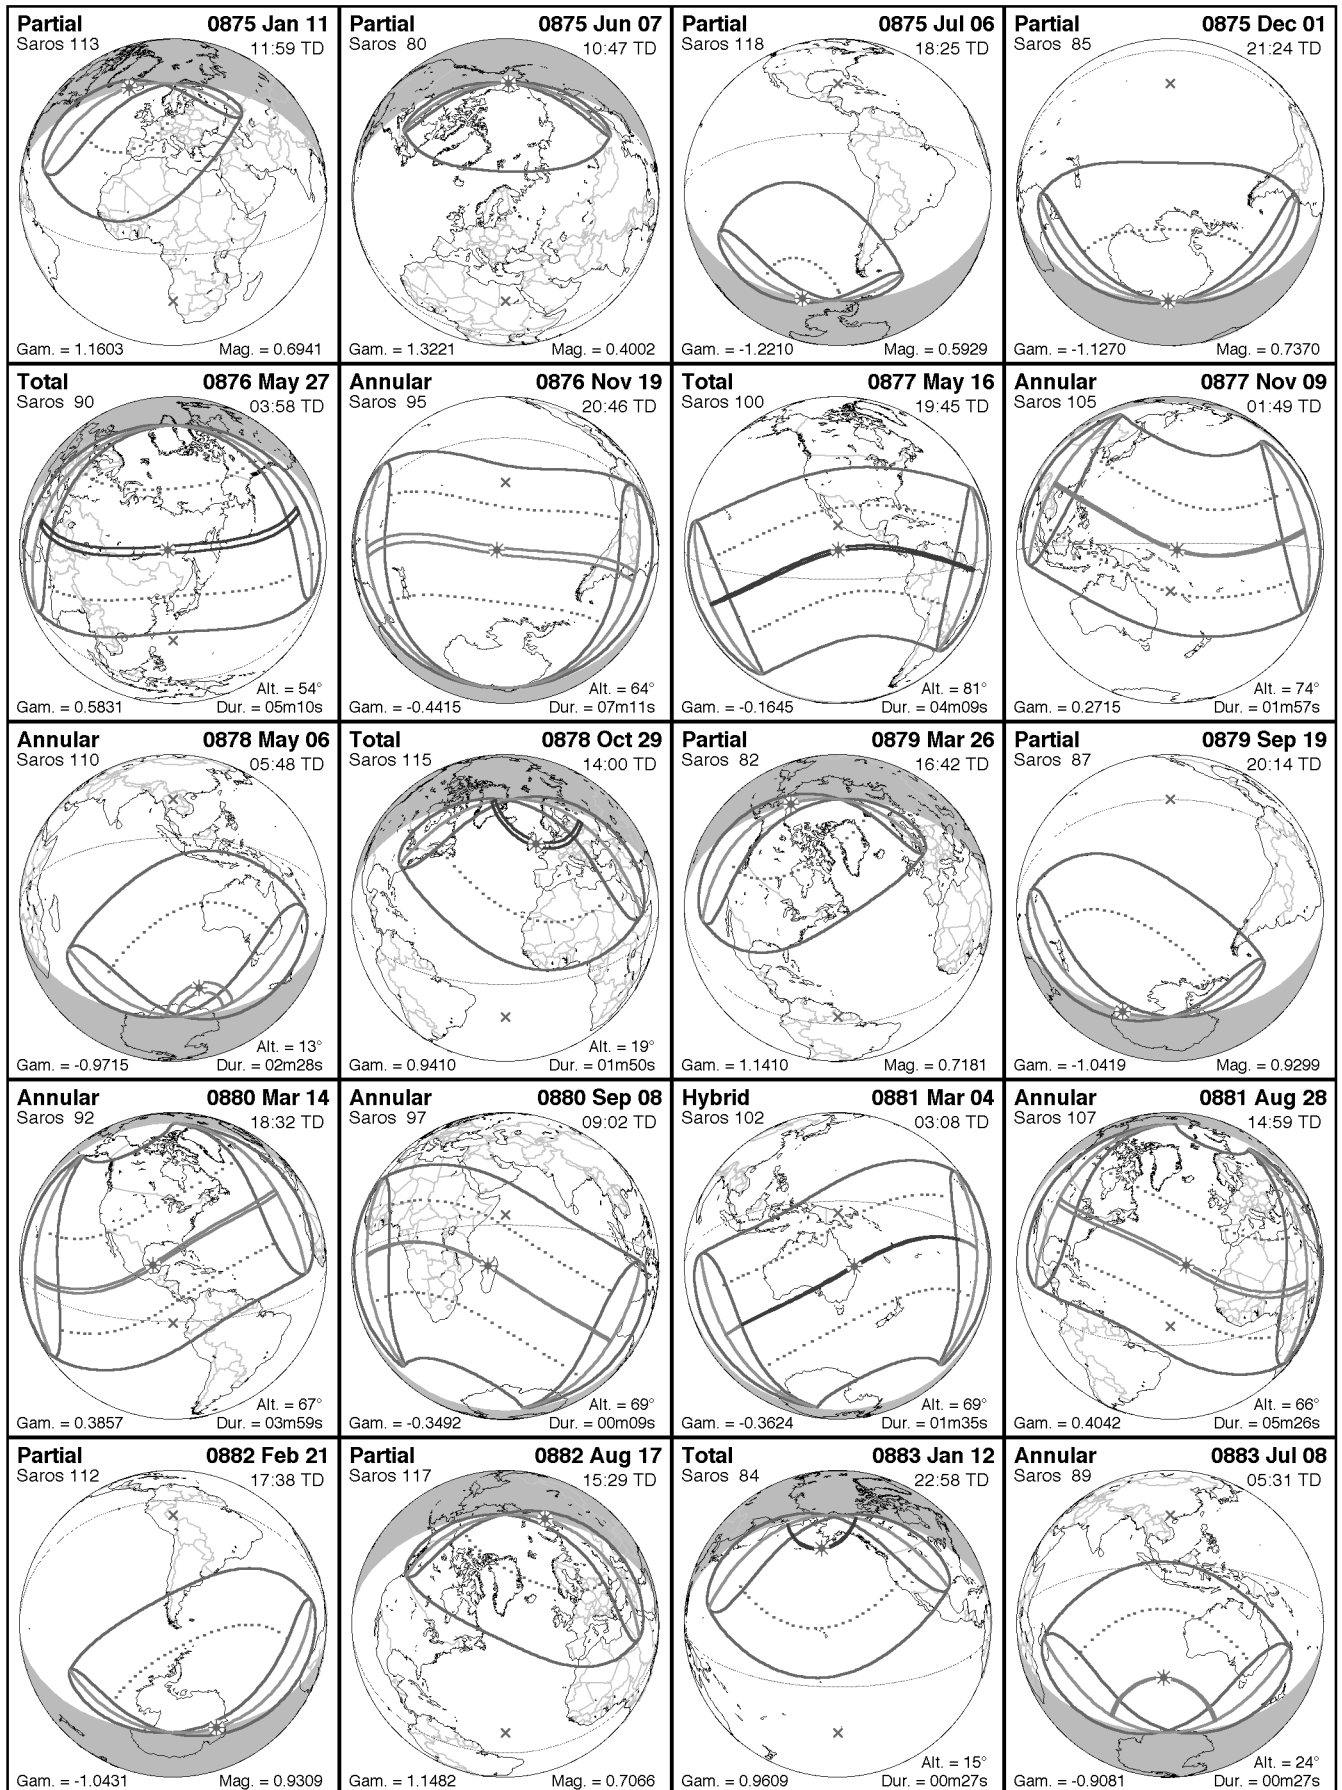 Partial 0875 Jan 11
Saros 113 11:59 TD
Gam. = 1.1603 Mag. = 0.6941
Partial 0875 Jun 07
Saros 80 10:47 TD
Gam. = 1.3221 Mag. = 0.4002
Partial 0875 Jul 06
Saros 118 18:25 TD
Gam. = -1.2210 Mag. = 0.5929
Partial 0875 Dec 01
Saros 85 21:24 TD
Gam. = -1.1270 Mag. = 0.7370
Total 0876 May 27
Saros 90 03:58 TD
Alt. = 54°
Gam. = 0.5831 Dur. = 05m10s
Annular 0876 Nov 19
Saros 95 20:46 TD
Alt. = 64°
Gam. = -0.4415 Dur. = 07m11s
Total 0877 May 16
Saros 100 19:45 TD
Alt. = 81°
Gam. = -0.1645 Dur. = 04m09s
Annular 0877 Nov 09
Saros 105 01:49 TD
Alt. = 74°
Gam. = 0.2715 Dur. = 01m57s
Annular 0878 May 06
Saros 110 05:48 TD
Alt. = 13°
Gam. = -0.9715 Dur. = 02m28s
Total 0878 Oct 29
Saros 115 14:00 TD
Alt. = 19°
Gam. = 0.9410 Dur. = 01m50s
Partial 0879 Mar 26
Saros 82 16:42 TD
Gam. = 1.1410 Mag. = 0.7181
Partial 0879 Sep 19
Saros 87 20:14 TD
Gam. = -1.0419 Mag. = 0.9299
Annular 0880 Mar 14
Saros 92 18:32 TD
Alt. = 67°
Gam. = 0.3857 Dur. = 03m59s
Annular 0880 Sep 08
Saros 97 09:02 TD
Alt. = 69°
Gam. = -0.3492 Dur. = 00m09s
Hybrid 0881 Mar 04
Saros 102 03:08 TD
Alt. = 69°
Gam. = -0.3624 Dur. = 01m35s
Annular 0881 Aug 28
Saros 107 14:59 TD
Alt. = 66°
Gam. = 0.4042 Dur. = 05m26s
Partial 0882 Feb 21
Saros 112 17:38 TD
Gam. = -1.0431 Mag. = 0.9309
Partial 0882 Aug 17
Saros 117 15:29 TD
Gam. = 1.1482 Mag. = 0.7066
Total 0883 Jan 12
Saros 84 22:58 TD
Alt. = 15°
Gam. = 0.9609 Dur. = 00m27s
Annular 0883 Jul 08
Saros 89 05:31 TD
Alt. = 24°
Gam. = -0.9081 Dur. = 00m27s